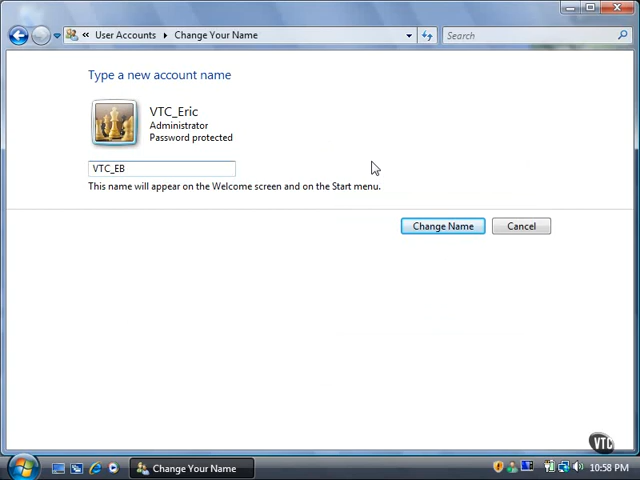 « User Accounts ▸ Change Your Name Search
Type a new account name
VTC_Eric
Administrator
Password protected
VTC_EB
This name will appear on the Welcome screen and on the Start menu.
Change Name Cancel
VTC
Change Your Name 10:58 PM